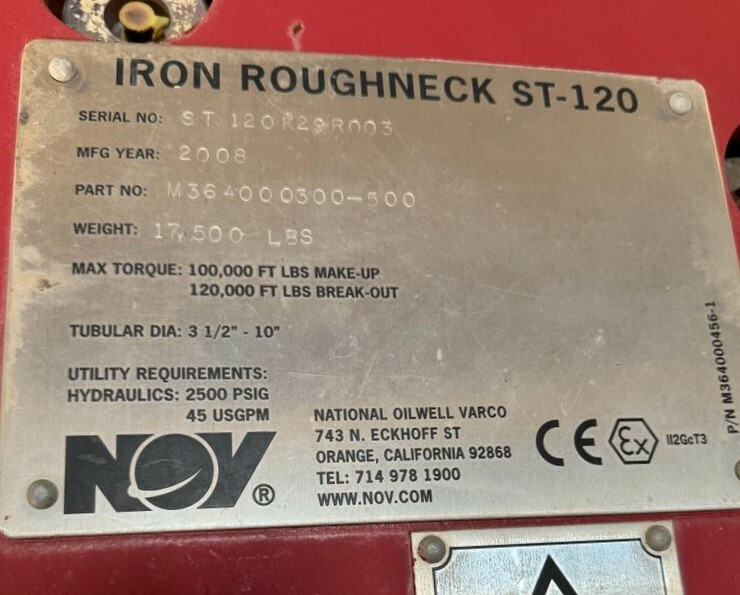 IRON ROUGHNECK ST-120
SERIAL NO: ST 120K29R003
MFG YEAR: 2008
PART NO: M364000300-500
WEIGHT: 17,500 LBS
MAX TORQUE: 100,000 FT LBS MAKE-UP
120,000 FT LBS BREAK-OUT
TUBULAR DIA: 3 1/2" - 10"
UTILITY REQUIREMENTS:
HYDRAULICS: 2500 PSIG
45 USGPM
NOV ®
NATIONAL OILWELL VARCO
743 N. ECKHOFF ST
ORANGE, CALIFORNIA 92868
TEL: 714 978 1900
WWW.NOV.COM
CE Ex II2GcT3
P/N M364000456-1